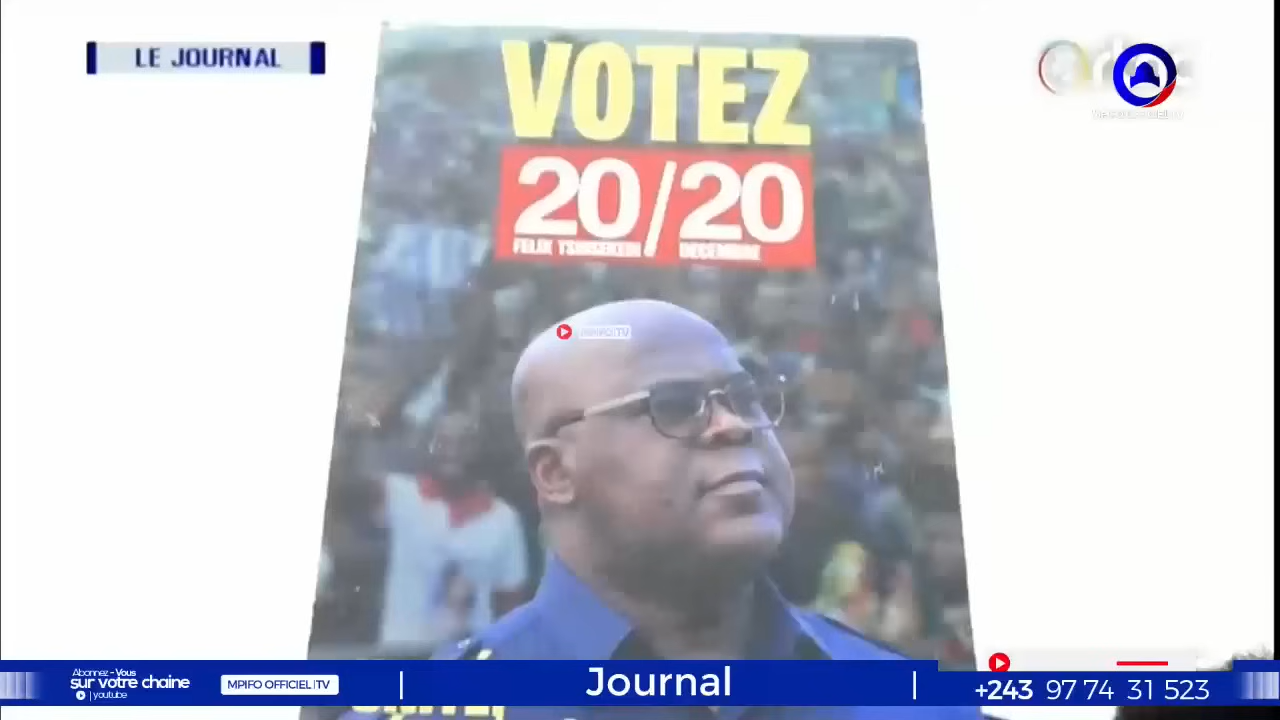 LE JOURNAL
VOTEZ
20/20
FELIX TSHISEKEDI DECEMBRE
MPIFO TV
Abonnez - Vous
sur votre chaine
youtube
MPIFO OFFICIEL TV
Journal
+243 97 74 31 523